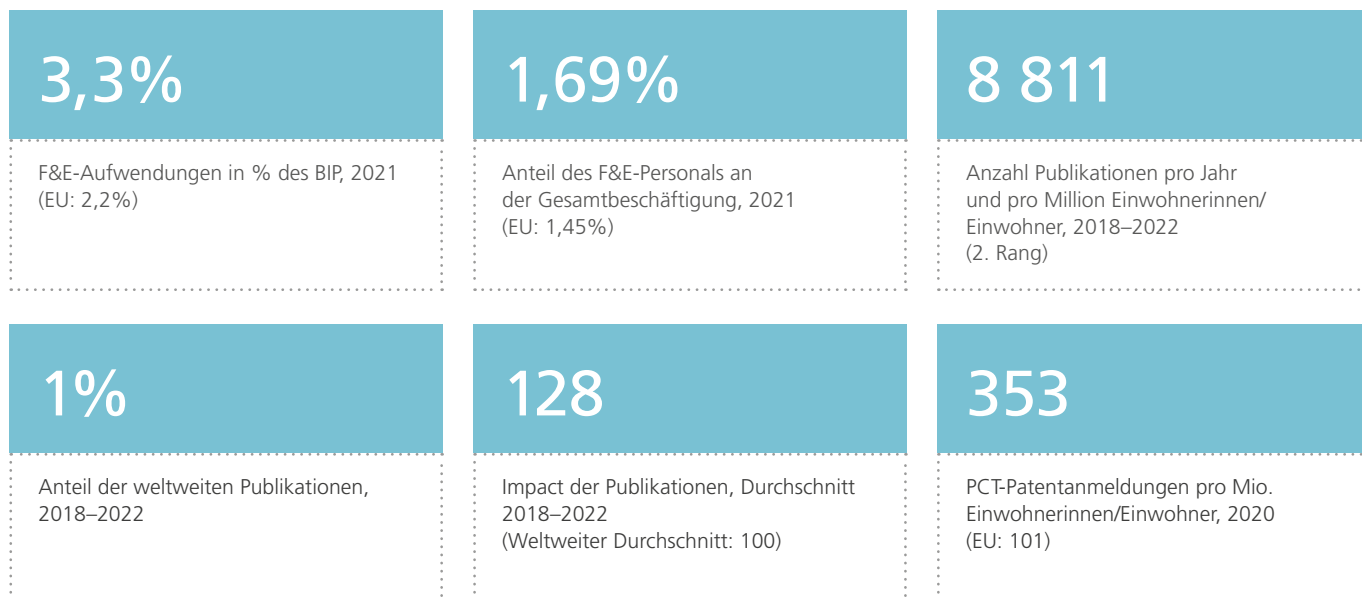 3,3%
F&E-Aufwendungen in % des BIP, 2021
(EU: 2,2%)
1,69%
Anteil des F&E-Personals an
der Gesamtbeschäftigung, 2021
(EU: 1,45%)
8 811
Anzahl Publikationen pro Jahr
und pro Million Einwohnerinnen/
Einwohner, 2018–2022
(2. Rang)
1%
Anteil der weltweiten Publikationen,
2018–2022
128
Impact der Publikationen, Durchschnitt
2018–2022
(Weltweiter Durchschnitt: 100)
353
PCT-Patentanmeldungen pro Mio.
Einwohnerinnen/Einwohner, 2020
(EU: 101)